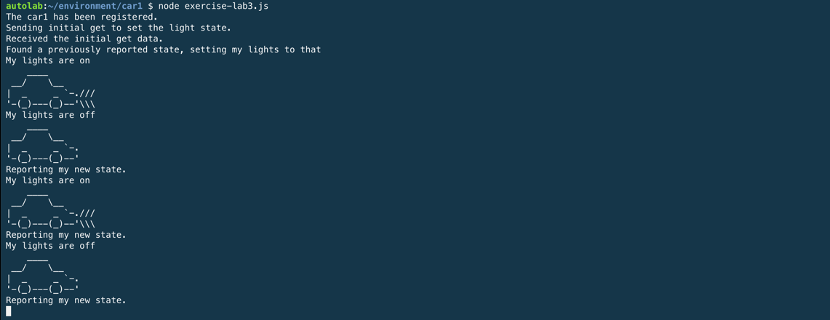 autolab:~/environment/car1 $ node exercise-lab3.js
The car1 has been registered.
Sending initial get to set the light state.
Received the initial get data.
Found a previously reported state, setting my lights to that
My lights are on
    ____
 __/    \__
|  _     _ `-.///
'-(_)---(_)--'\\\
My lights are off
    ____
 __/    \__
|  _     _ `-.
'-(_)---(_)--'
Reporting my new state.
My lights are on
    ____
 __/    \__
|  _     _ `-.///
'-(_)---(_)--'\\\
Reporting my new state.
My lights are off
    ____
 __/    \__
|  _     _ `-.
'-(_)---(_)--'
Reporting my new state.